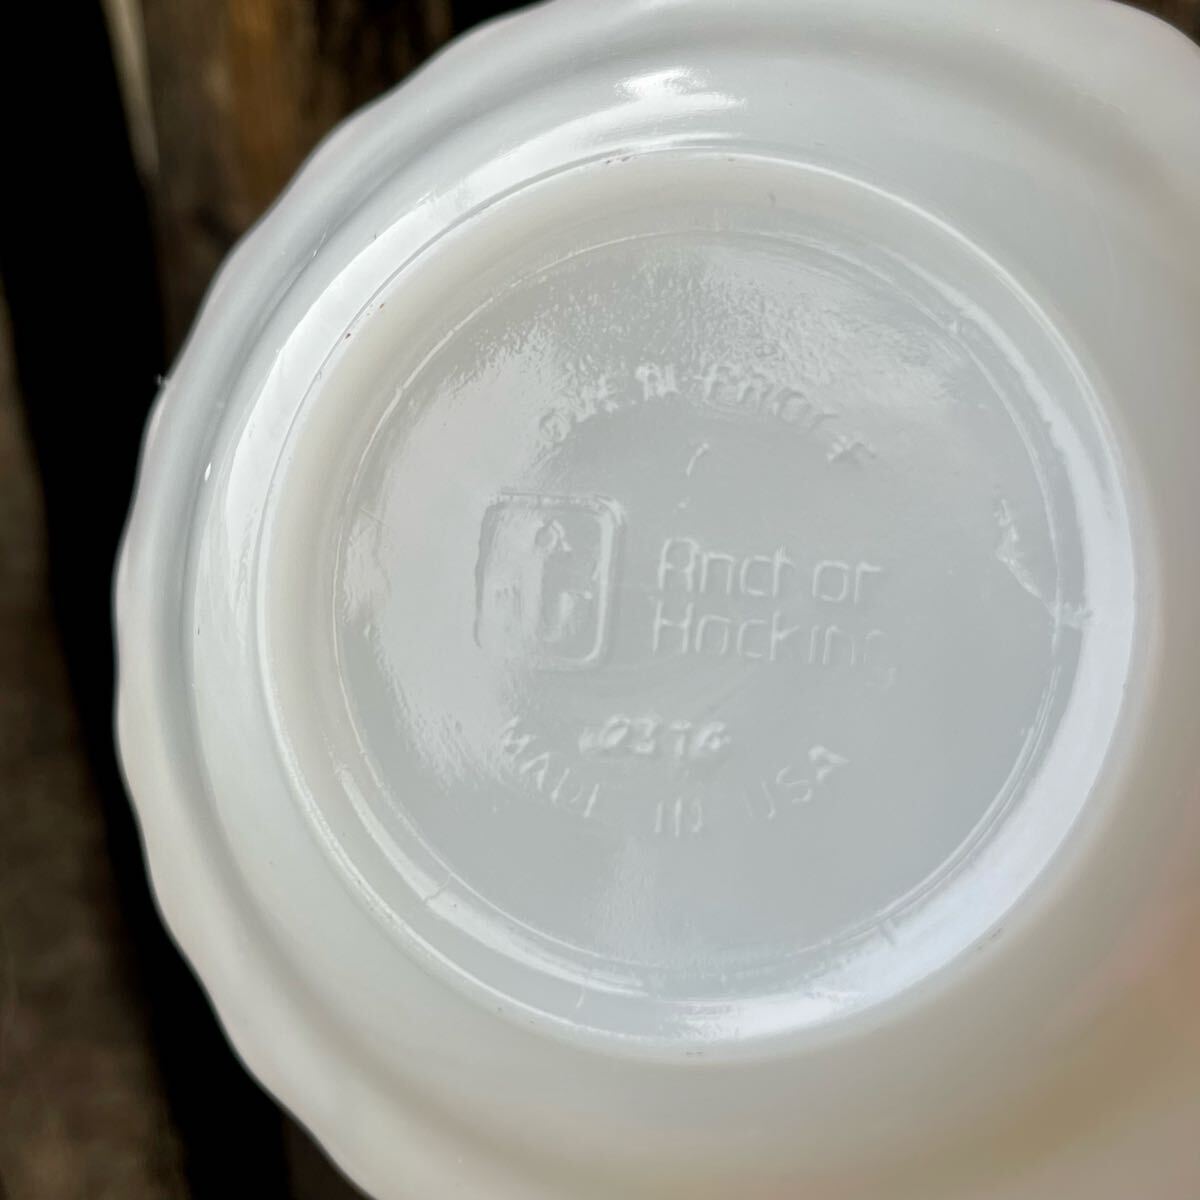 OVEN-PROOF
Anchor
Hocking
MADE IN USA